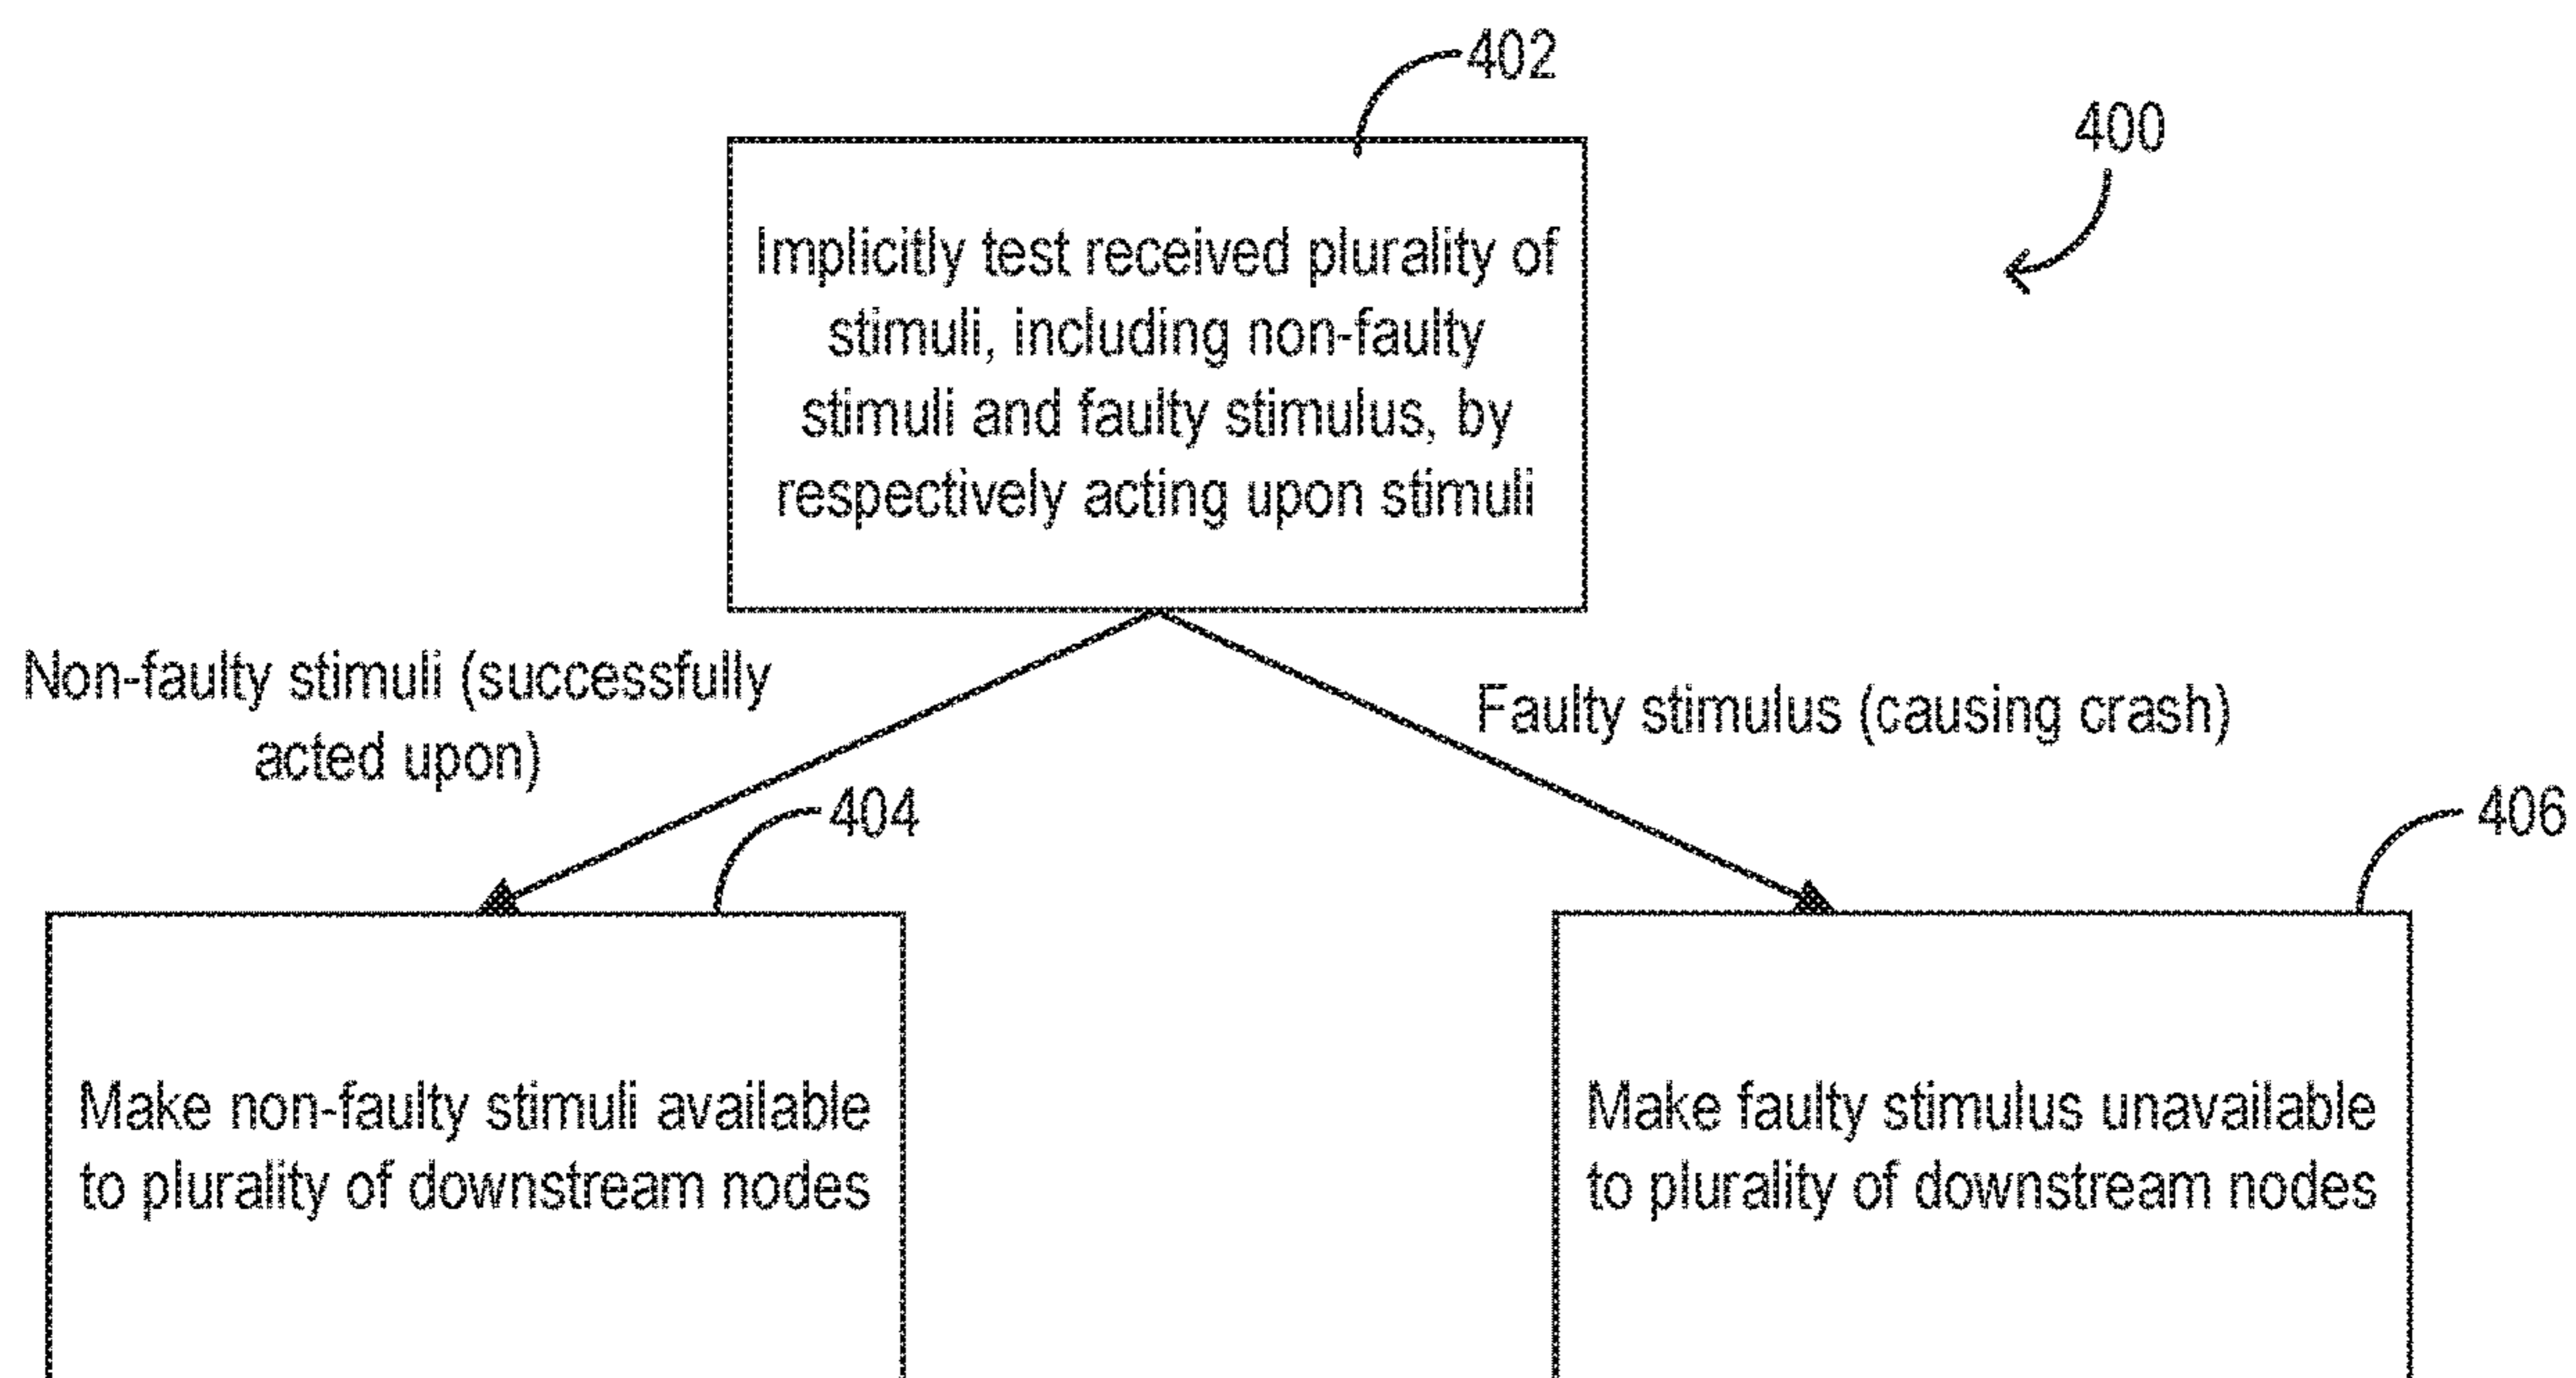 402
400
Implicitly test received plurality of
stimuli, including non-faulty
stimuli and faulty stimulus, by
respectively acting upon stimuli
Non-faulty stimuli (successfully
acted upon)
Faulty stimulus (causing crash)
404
406
Make non-faulty stimuli available
to plurality of downstream nodes
Make faulty stimulus unavailable
to plurality of downstream nodes